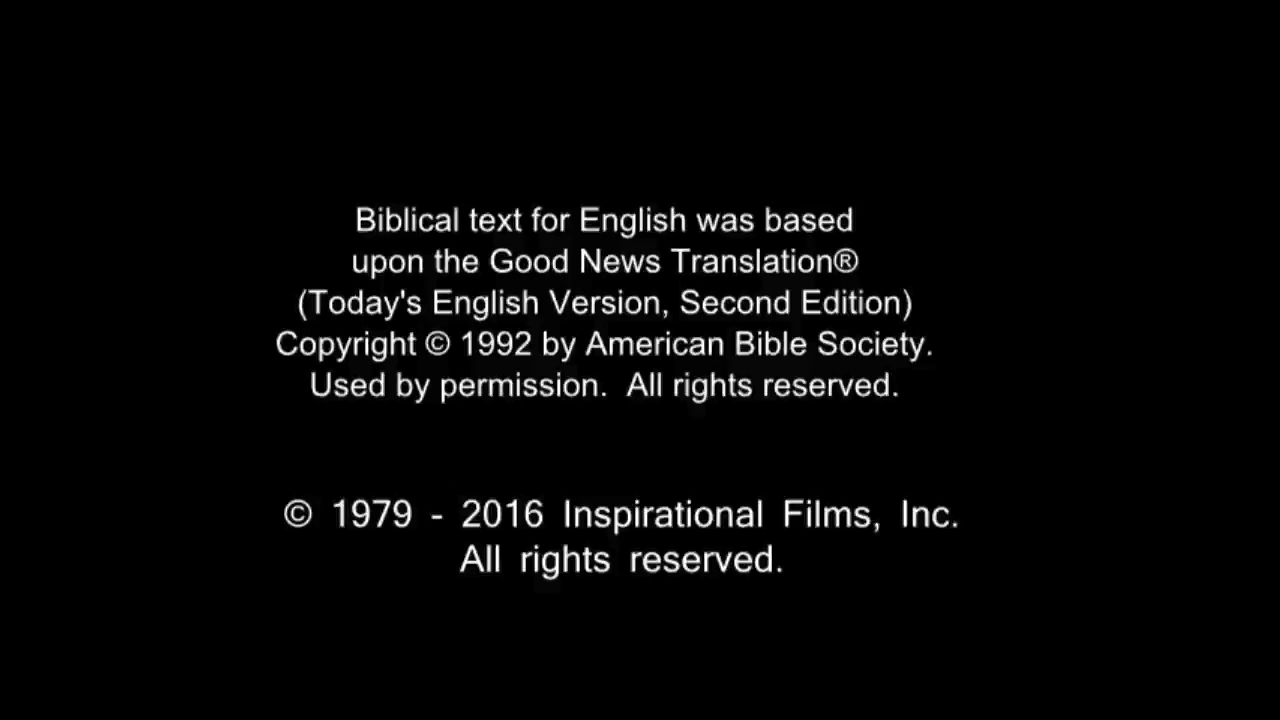 Biblical text for English was based
upon the Good News Translation®
(Today's English Version, Second Edition)
Copyright © 1992 by American Bible Society.
Used by permission.  All rights reserved.
© 1979 - 2016 Inspirational Films, Inc.
All rights reserved.